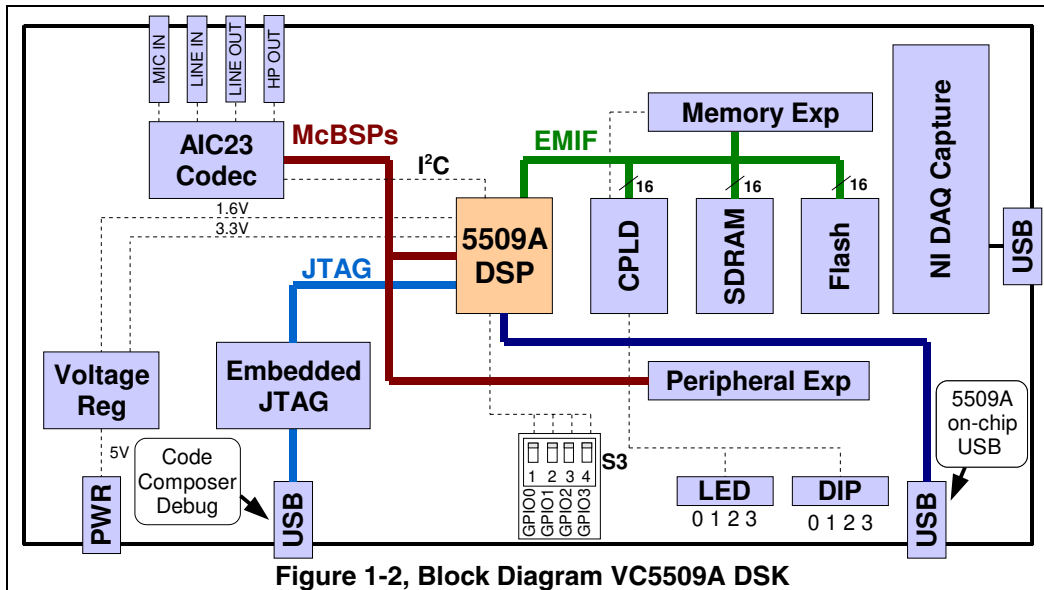 MIC IN
LINE IN
LINE OUT
HP OUT
AIC23
Codec
McBSPs
I²C
EMIF
Memory Exp
16
16
16
NI DAQ Capture
USB
1.6V
3.3V
5509A
DSP
CPLD
SDRAM
Flash
JTAG
Voltage
Reg
Embedded
JTAG
Peripheral Exp
5V
Code
Composer
Debug
PWR
USB
1 2 3 4
S3
GPIO0
GPIO1
GPIO2
GPIO3
LED
0 1 2 3
DIP
0 1 2 3
5509A
on-chip
USB
USB
Figure 1-2, Block Diagram VC5509A DSK